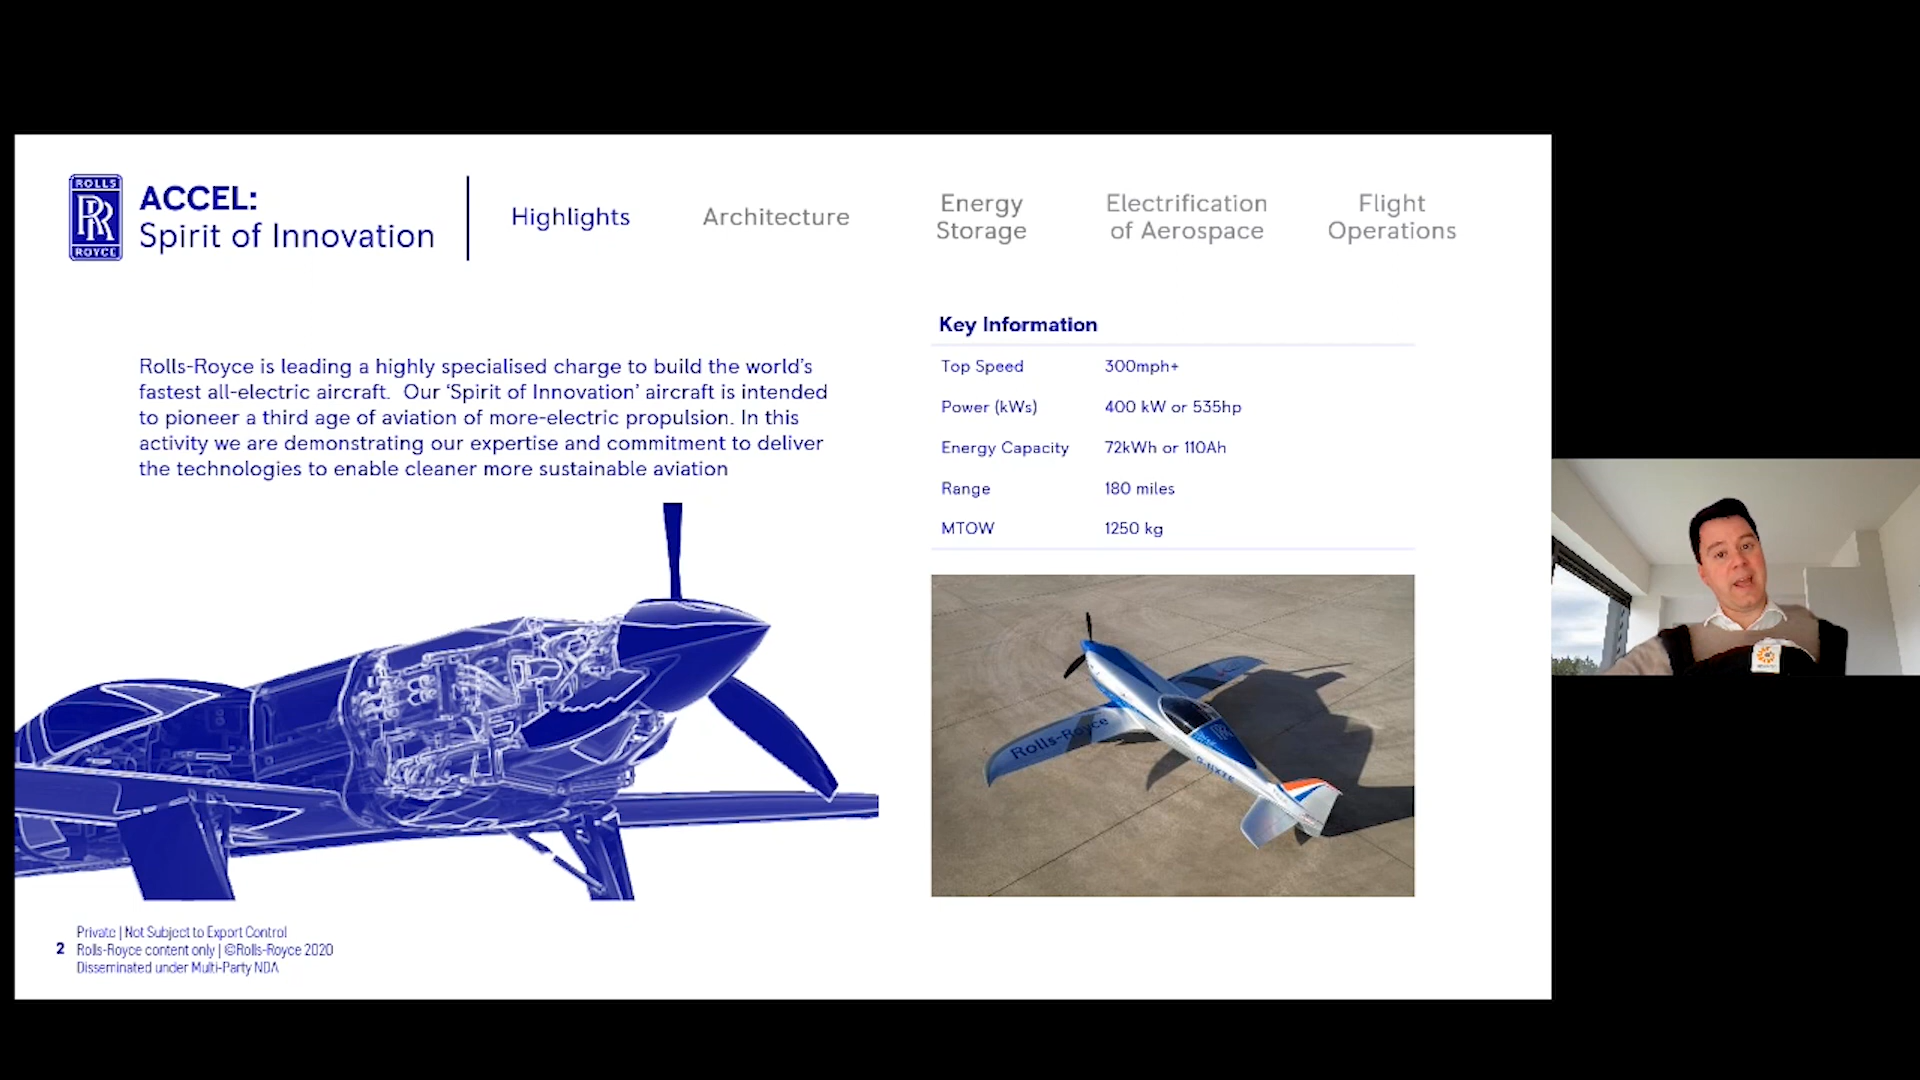 ROLLS
RR
ROYCE
ACCEL:
Spirit of Innovation
Highlights
Architecture
Energy
Storage
Electrification
of Aerospace
Flight
Operations
Rolls-Royce is leading a highly specialised charge to build the world's
fastest all-electric aircraft.  Our 'Spirit of Innovation' aircraft is intended
to pioneer a third age of aviation of more-electric propulsion. In this
activity we are demonstrating our expertise and commitment to deliver
the technologies to enable cleaner more sustainable aviation
Key Information
Top Speed 300mph+
Power (kWs) 400 kW or 535hp
Energy Capacity 72kWh or 110Ah
Range 180 miles
MTOW 1250 kg
Rolls-Royce
RR
G-NXTE
2
Private | Not Subject to Export Control
Rolls-Royce content only | ©Rolls-Royce 2020
Disseminated under Multi-Party NDA